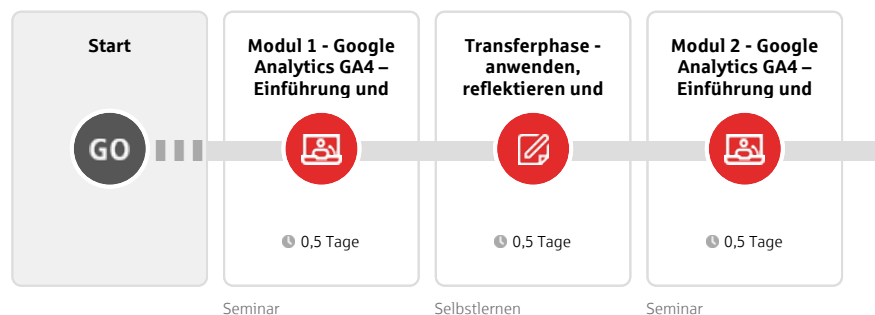 Start
GO
Modul 1 - Google
Analytics GA4 –
Einführung und
0,5 Tage
Seminar
Transferphase -
anwenden,
reflektieren und
0,5 Tage
Selbstlernen
Modul 2 - Google
Analytics GA4 –
Einführung und
0,5 Tage
Seminar